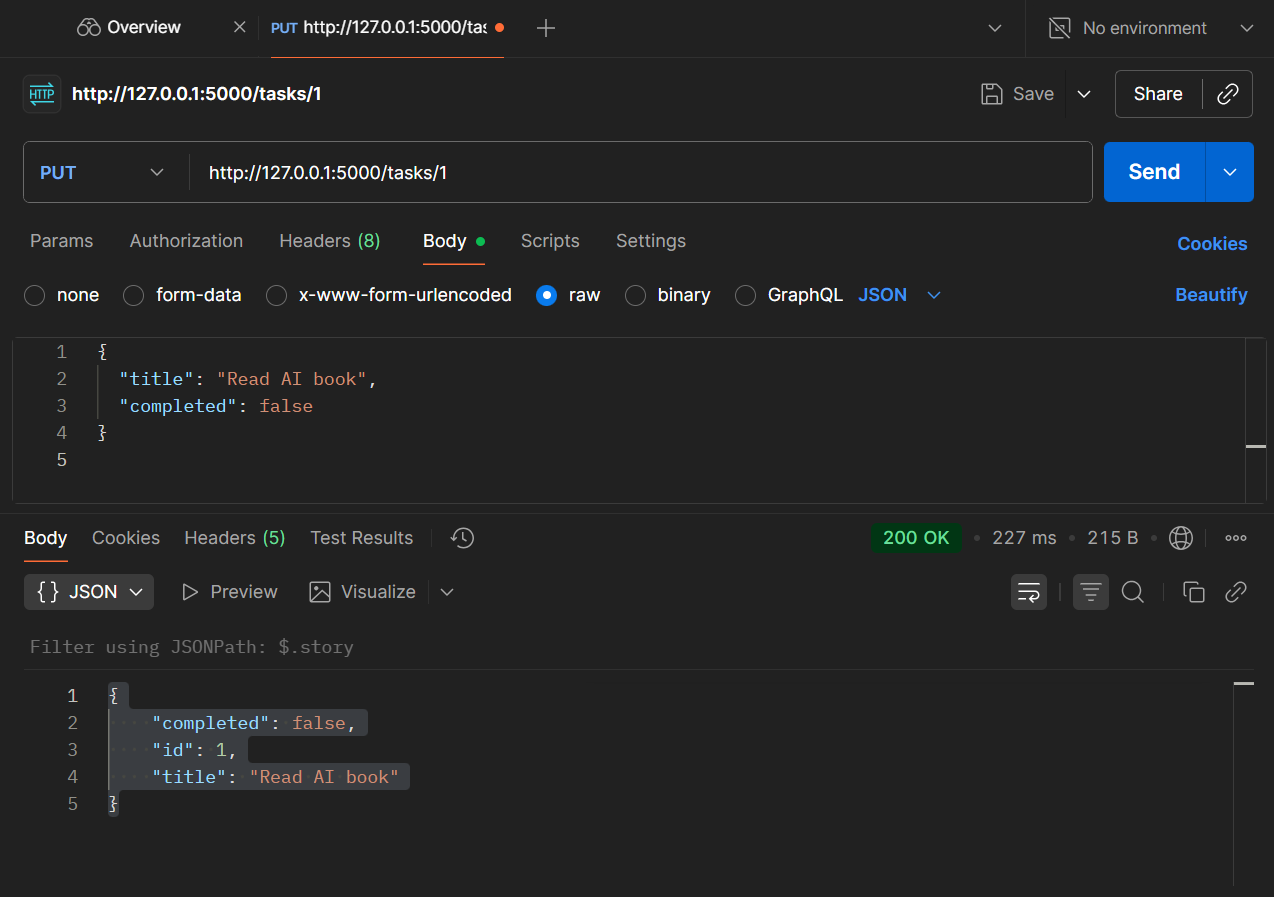 Overview
PUT http://127.0.0.1:5000/tas
No environment
HTTP http://127.0.0.1:5000/tasks/1
Save
Share
PUT
http://127.0.0.1:5000/tasks/1
Send
Params Authorization Headers (8) Body Scripts Settings Cookies
none form-data x-www-form-urlencoded raw binary GraphQL JSON Beautify
1 {
2 "title": "Read AI book",
3 "completed": false
4 }
5
Body Cookies Headers (5) Test Results 200 OK • 227 ms • 215 B •
{} JSON Preview Visualize
Filter using JSONPath: $.story
1 {
2 "completed": false,
3 "id": 1,
4 "title": "Read AI book"
5 }